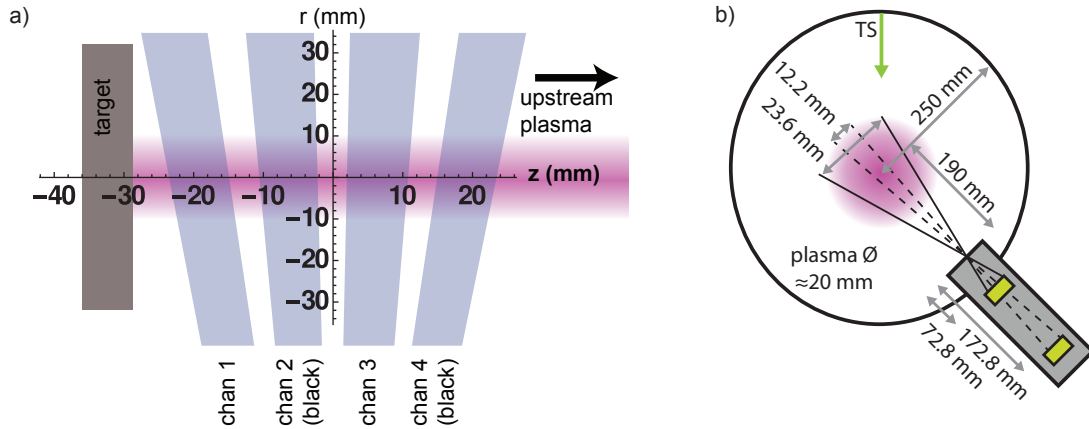 a)
r (mm)
30
20
10
−10
−20
−30
−40
−20
−10
10
20
z (mm)
target
upstream
plasma
chan 1
chan 2
(black)
chan 3
chan 4
(black)
b)
TS
12.2 mm
23.6 mm
250 mm
190 mm
plasma Ø
≈20 mm
72.8 mm
172.8 mm